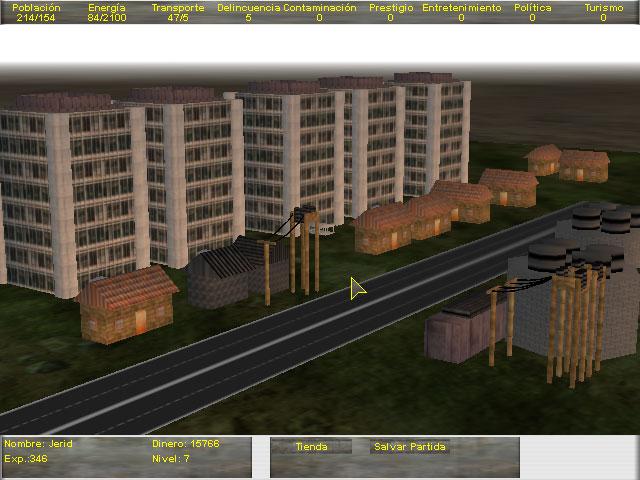 Población Energía Transporte Delincuencia Contaminación Prestigio Entretenimiento Política Turismo
214/154 84/2100 47/5 5 0 0 0 0 0
Nombre: Jerid Dinero: 15766 Tienda Salvar Partida
Exp.:346 Nivel: 7